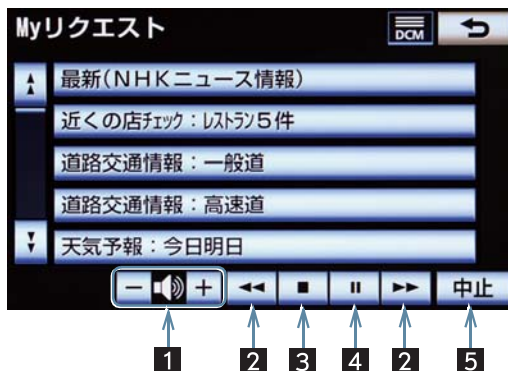 Myリクエスト DCM
最新(NHKニュース情報)
近くの店ﾁｪｯｸ：ﾚｽﾄﾗﾝ5件
道路交通情報：一般道
道路交通情報：高速道
天気予報：今日明日
− + ◄◄ ■ II ►► 中止
1 2 3 4 2 5